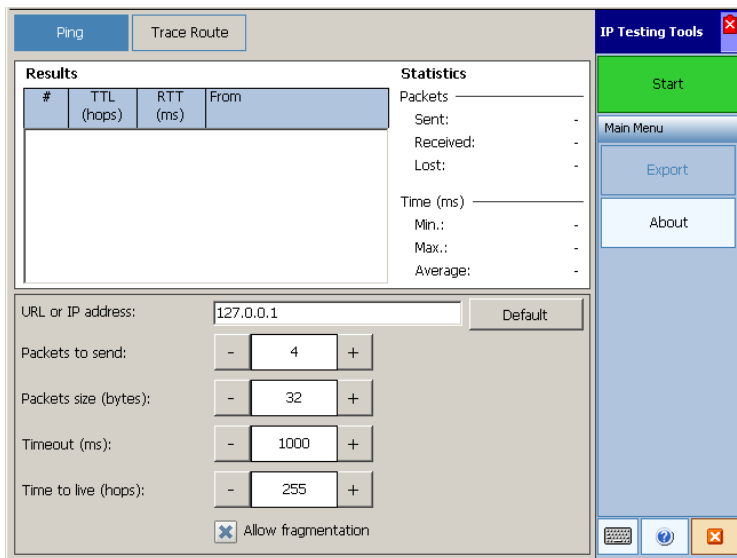 Ping
Trace Route
IP Testing Tools
Results
Statistics
# TTL (hops) RTT (ms) From
Packets
Sent: -
Received: -
Lost: -
Time (ms)
Min.: -
Max.: -
Average: -
Start
Main Menu
Export
About
URL or IP address: 127.0.0.1 Default
Packets to send: - 4 +
Packets size (bytes): - 32 +
Timeout (ms): - 1000 +
Time to live (hops): - 255 +
Allow fragmentation